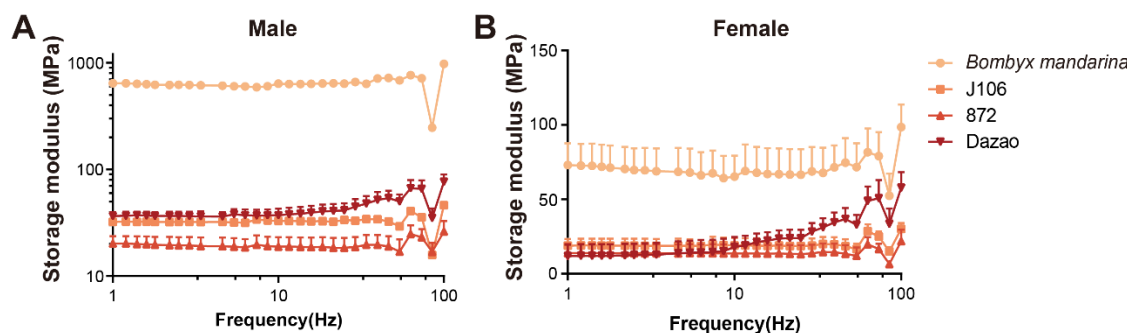 A
Male
Storage modulus (MPa)
1000
100
10
1
10
100
Frequency(Hz)
B
Female
Storage modulus (MPa)
150
100
50
0
1
10
100
Frequency(Hz)
Bombyx mandarina
J106
872
Dazao